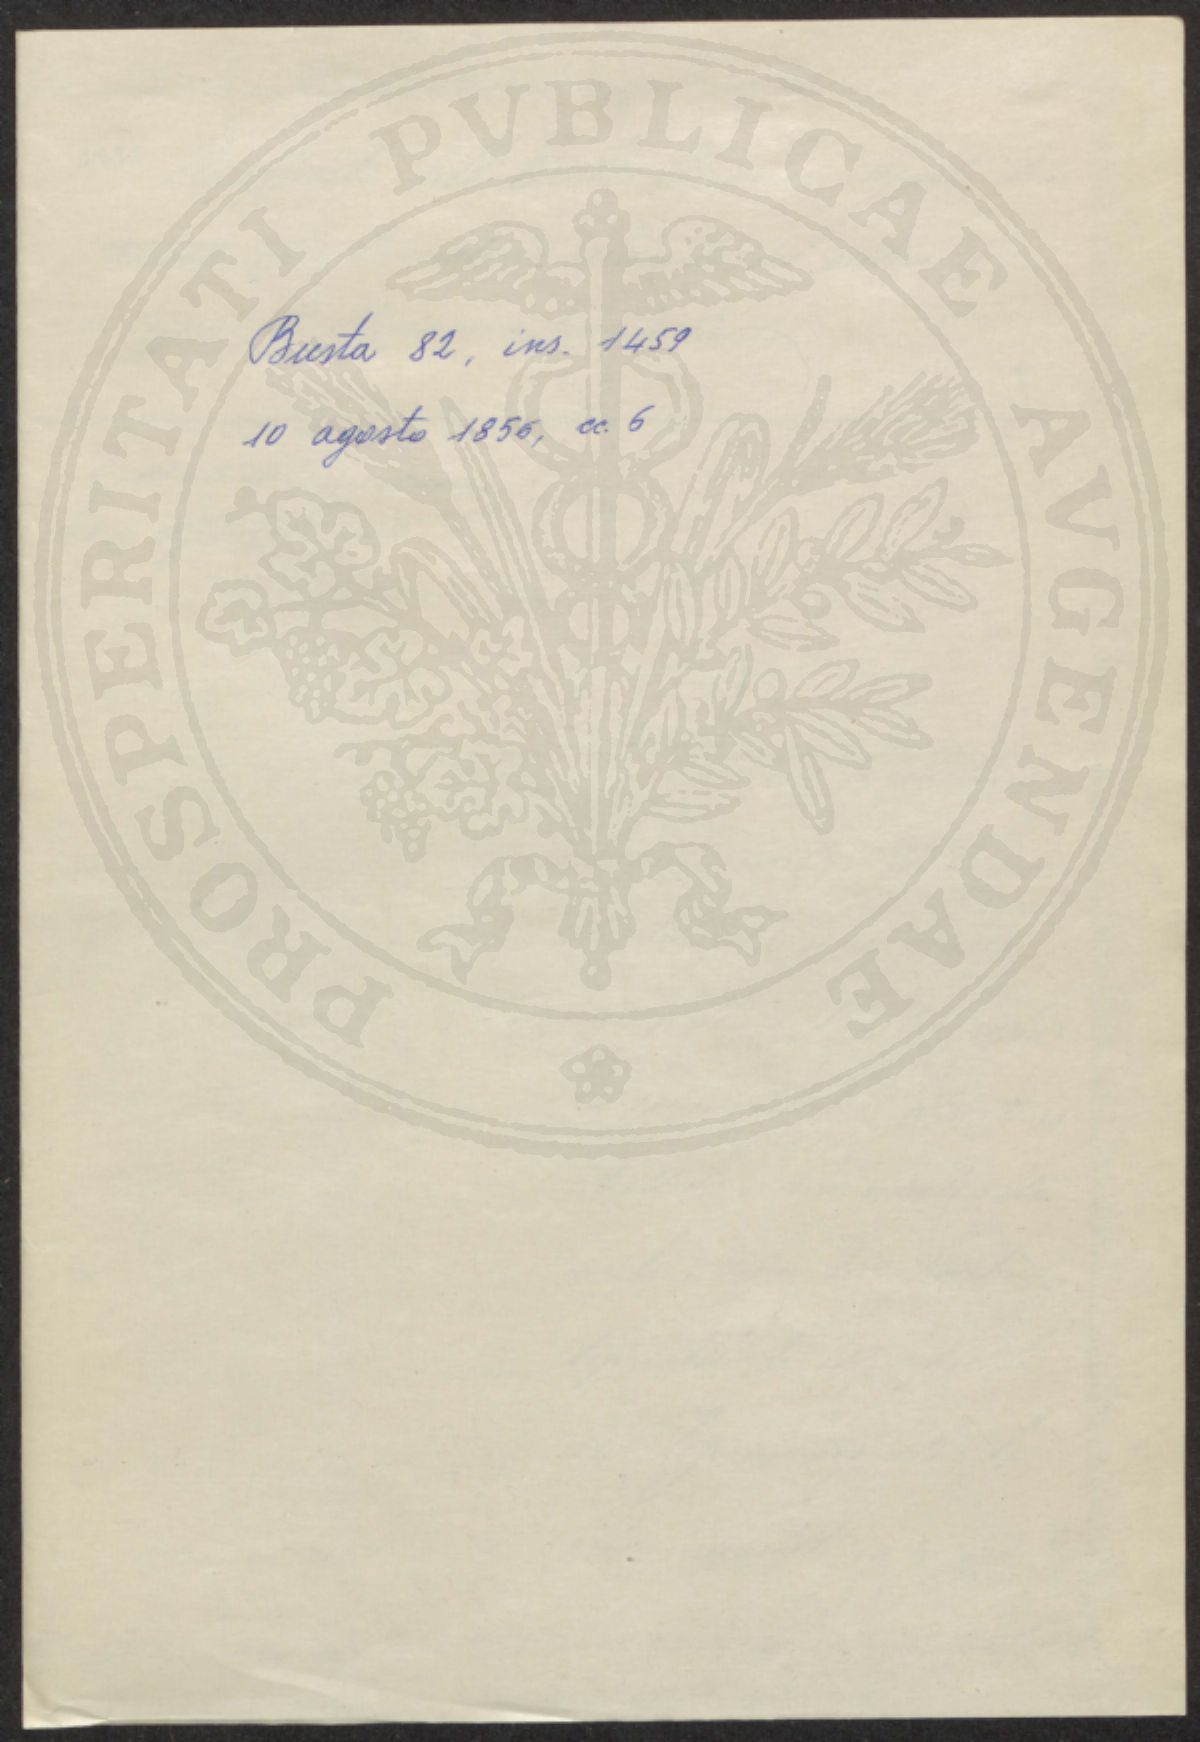 PROSPERITATI PVBLICAE AVGENDAE
Busta 82, ins. 1459
10 agosto 1856, cc. 6